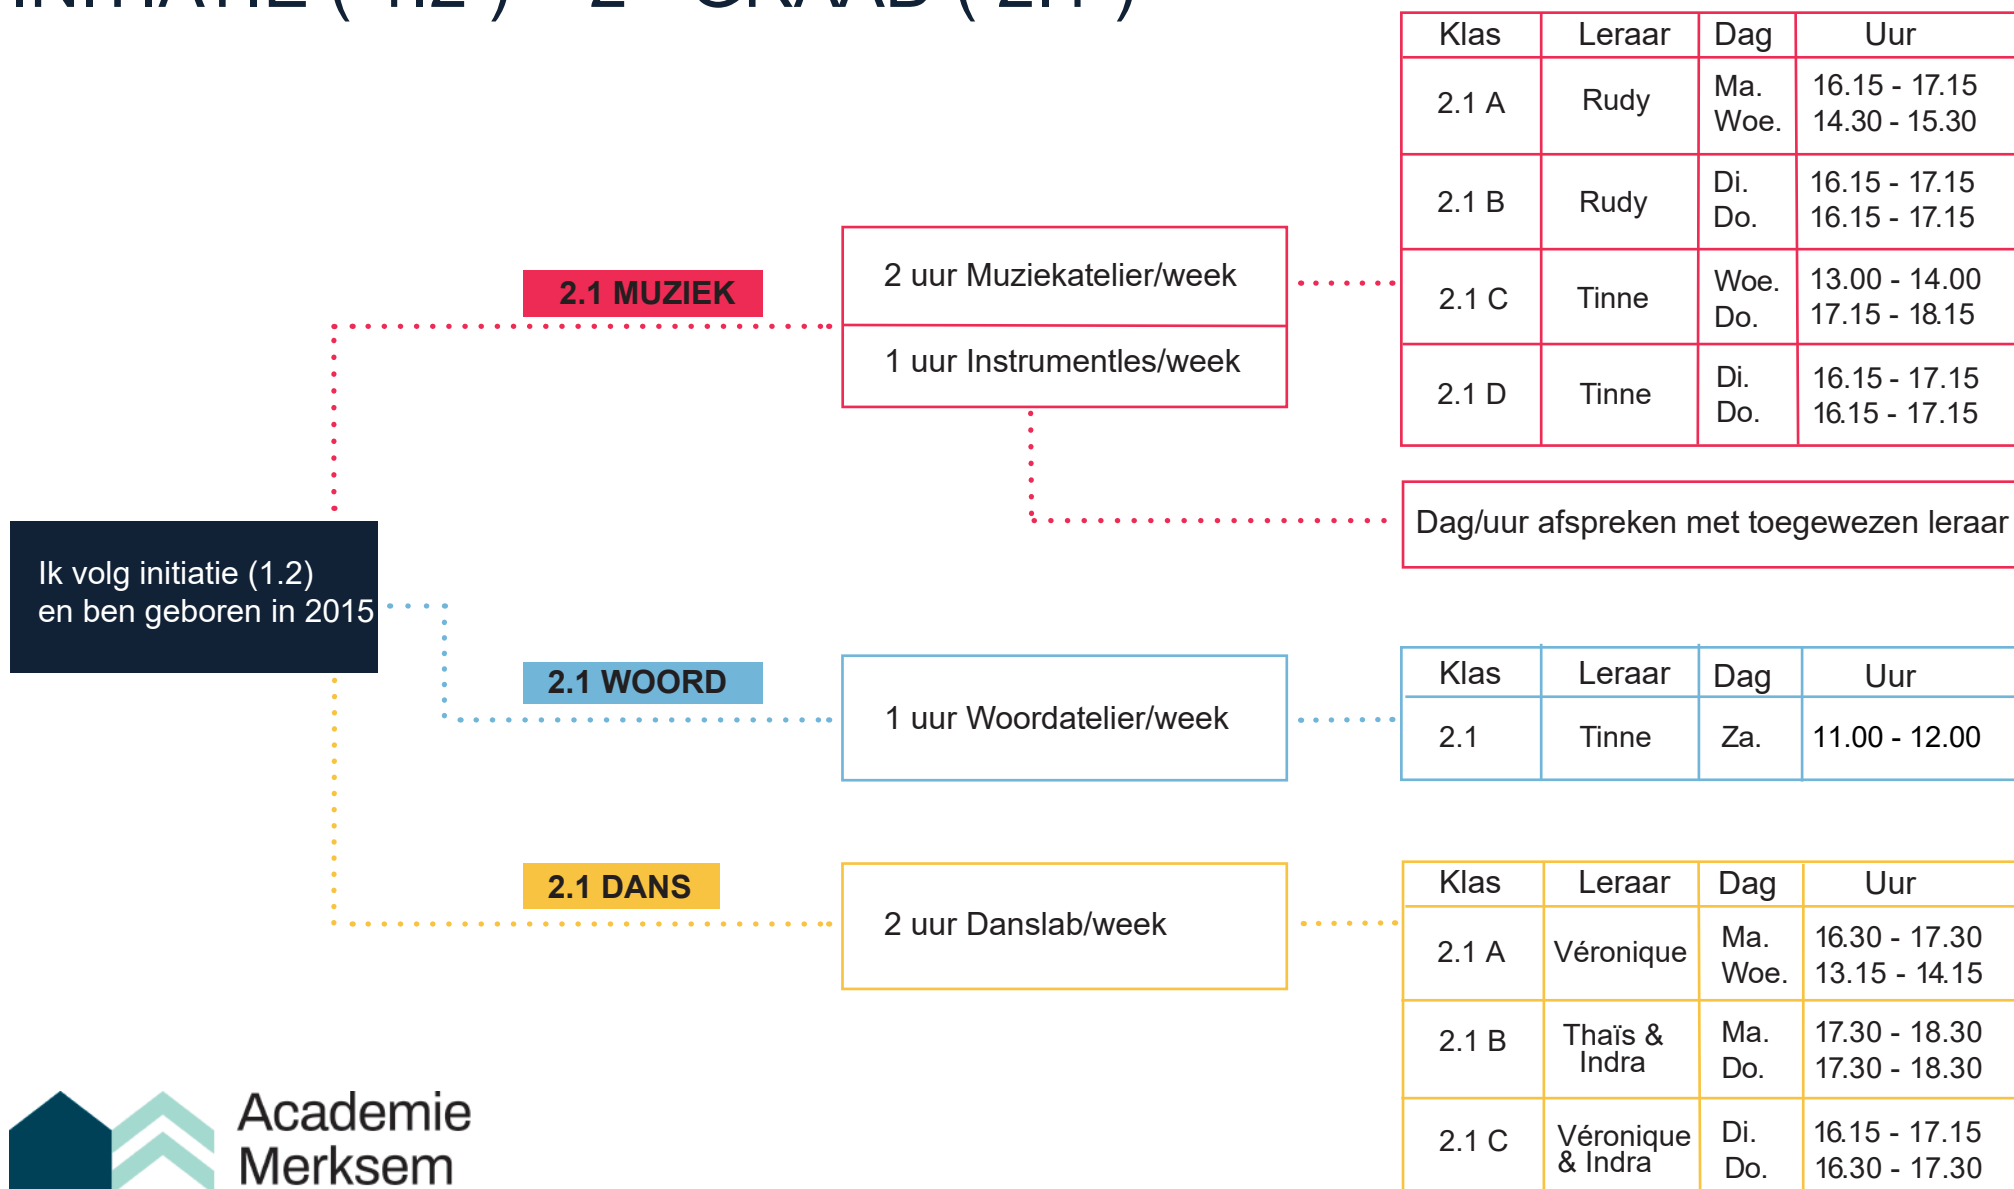 INITIATIE ( 1.2 ) - 2e GRAAD ( 2.1 )
Klas Leraar Dag Uur
2.1 A Rudy Ma. 16.15 - 17.15
Woe. 14.30 - 15.30
2.1 B Rudy Di. 16.15 - 17.15
Do. 16.15 - 17.15
2.1 C Tinne Woe. 13.00 - 14.00
Do. 17.15 - 18.15
2.1 D Tinne Di. 16.15 - 17.15
Do. 16.15 - 17.15
2.1 MUZIEK
2 uur Muziekatelier/week
1 uur Instrumentles/week
Dag/uur afspreken met toegewezen leraar
Ik volg initiatie (1.2)
en ben geboren in 2015
2.1 WOORD
1 uur Woordatelier/week
Klas Leraar Dag Uur
2.1 Tinne Za. 11.00 - 12.00
2.1 DANS
2 uur Danslab/week
Klas Leraar Dag Uur
2.1 A Véronique Ma. 16.30 - 17.30
Woe. 13.15 - 14.15
2.1 B Thaïs & Indra Ma. 17.30 - 18.30
Do. 17.30 - 18.30
2.1 C Véronique & Indra Di. 16.15 - 17.15
Do. 16.30 - 17.30
Academie
Merksem